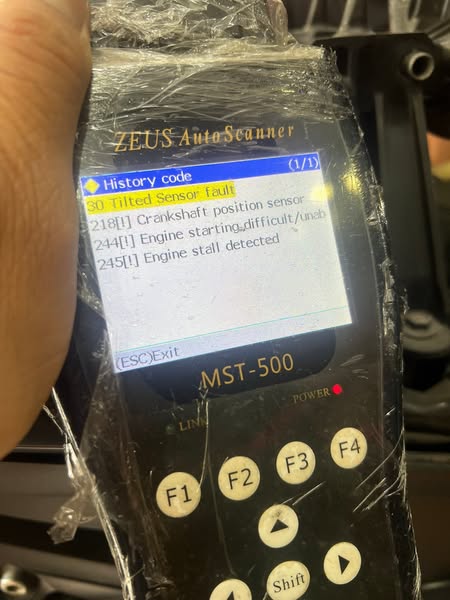 ZEUS AutoScanner
History code (1/1)
30 Tilted Sensor fault
218[!] Crankshaft position sensor
244[!] Engine starting difficult/unab
245[!] Engine stall detected
(ESC)Exit
MST-500
LINK
POWER
F1 F2 F3 F4
Shift